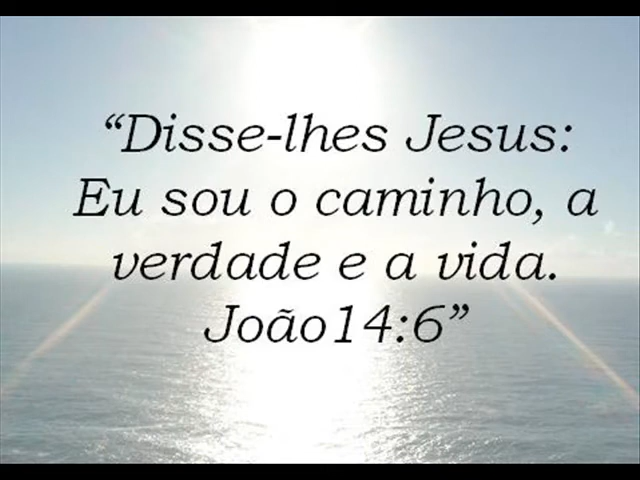 “Disse-lhes Jesus:
Eu sou o caminho, a
verdade e a vida.
João14:6”